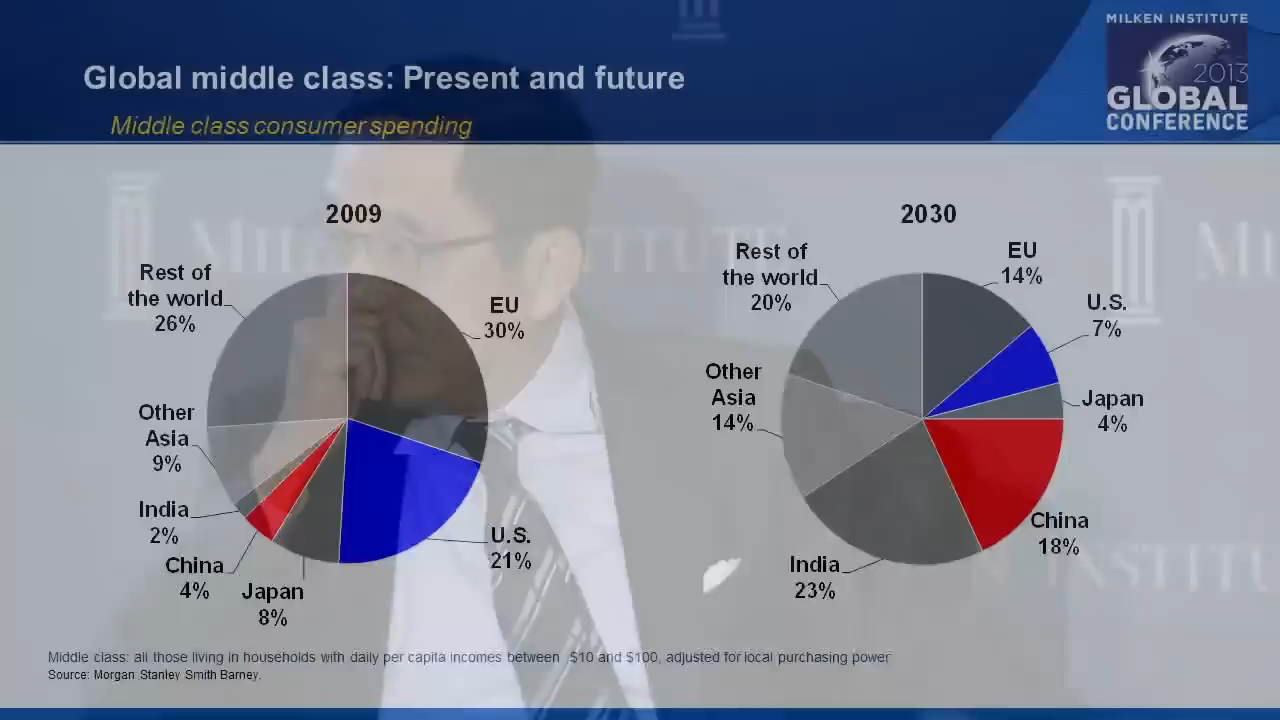 MILKEN INSTITUTE
2013
GLOBAL
CONFERENCE
Global middle class: Present and future
Middle class consumer spending
2009
Rest of
the world
26%
EU
30%
Other
Asia
9%
India
2%
China
4%
Japan
8%
U.S.
21%
2030
Rest of
the world
20%
EU
14%
U.S.
7%
Other
Asia
14%
Japan
4%
China
18%
India
23%
Middle class: all those living in households with daily per capita incomes between $10 and $100, adjusted for local purchasing power
Source: Morgan Stanley Smith Barney.